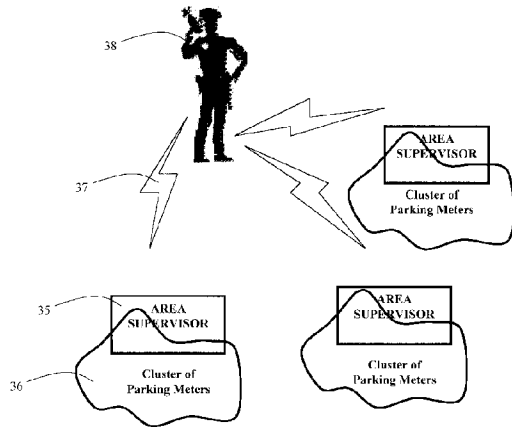 38
37
AREA
SUPERVISOR
Cluster of
Parking Meters
35
AREA
SUPERVISOR
36
Cluster of
Parking Meters
AREA
SUPERVISOR
Cluster of
Parking Meters